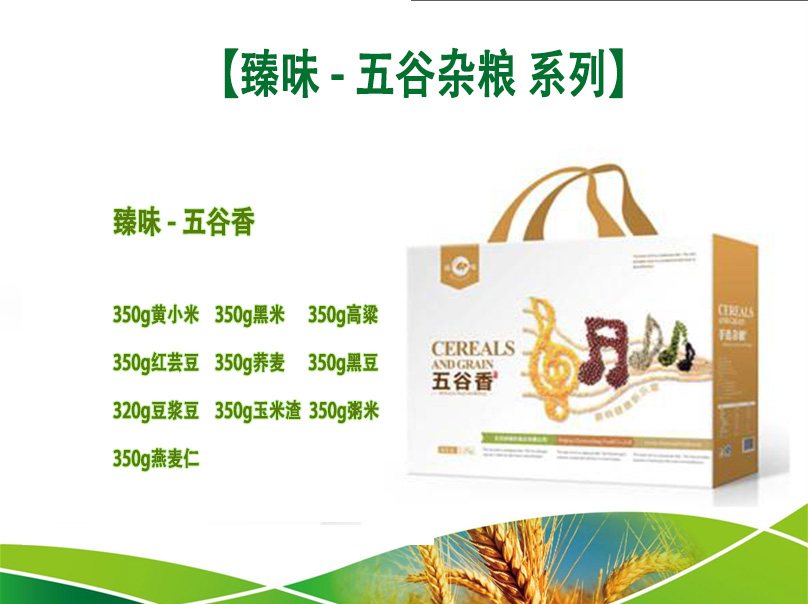 【臻味 - 五谷杂粮 系列】
臻味 - 五谷香
350g黄小米 350g黑米 350g高粱
350g红芸豆 350g荞麦 350g黑豆
320g豆浆豆 350g玉米渣 350g粥米
350g燕麦仁
CEREALS
AND GRAIN
五谷香
CEREALS
AND GRAIN